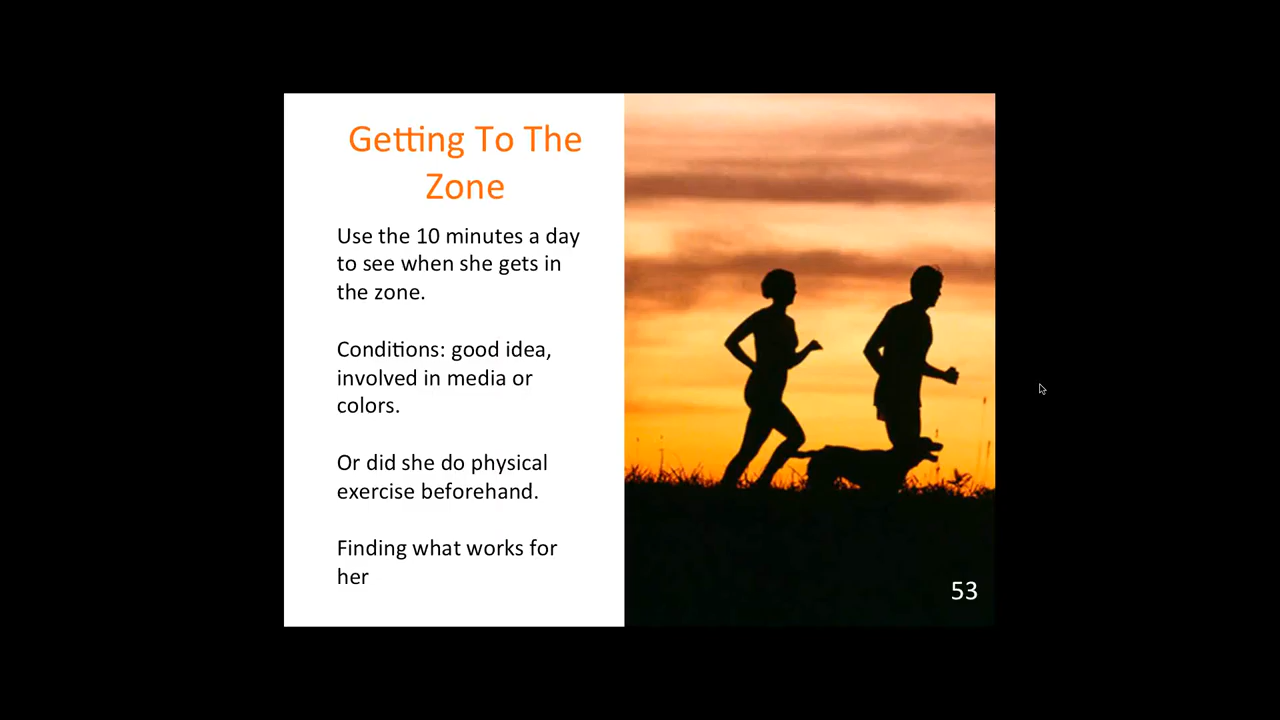 Getting To The
Zone
Use the 10 minutes a day
to see when she gets in
the zone.
Conditions: good idea,
involved in media or
colors.
Or did she do physical
exercise beforehand.
Finding what works for
her
53